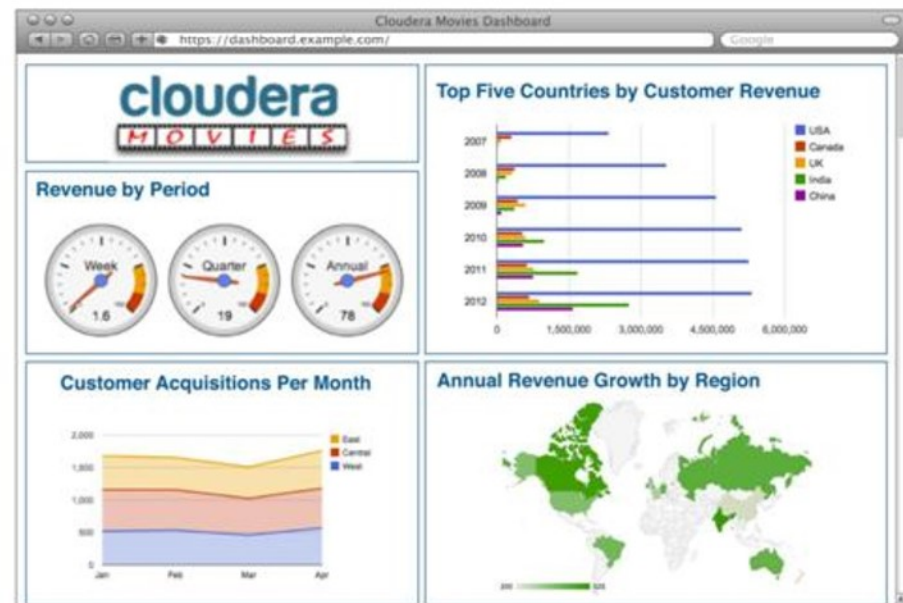 Cloudera Movies Dashboard
https://dashboard.example.com/
Google
cloudera
MOVIES
Top Five Countries by Customer Revenue
2007
2008
2009
2010
2011
2012
0 1,500,000 3,000,000 4,500,000 6,000,000
USA
Canada
UK
India
China
Revenue by Period
Week
1.6
Quarter
19
Annual
78
Customer Acquisitions Per Month
2,000
1,500
1,000
500
0
Jan Feb Mar Apr
East
Central
West
Annual Revenue Growth by Region
200